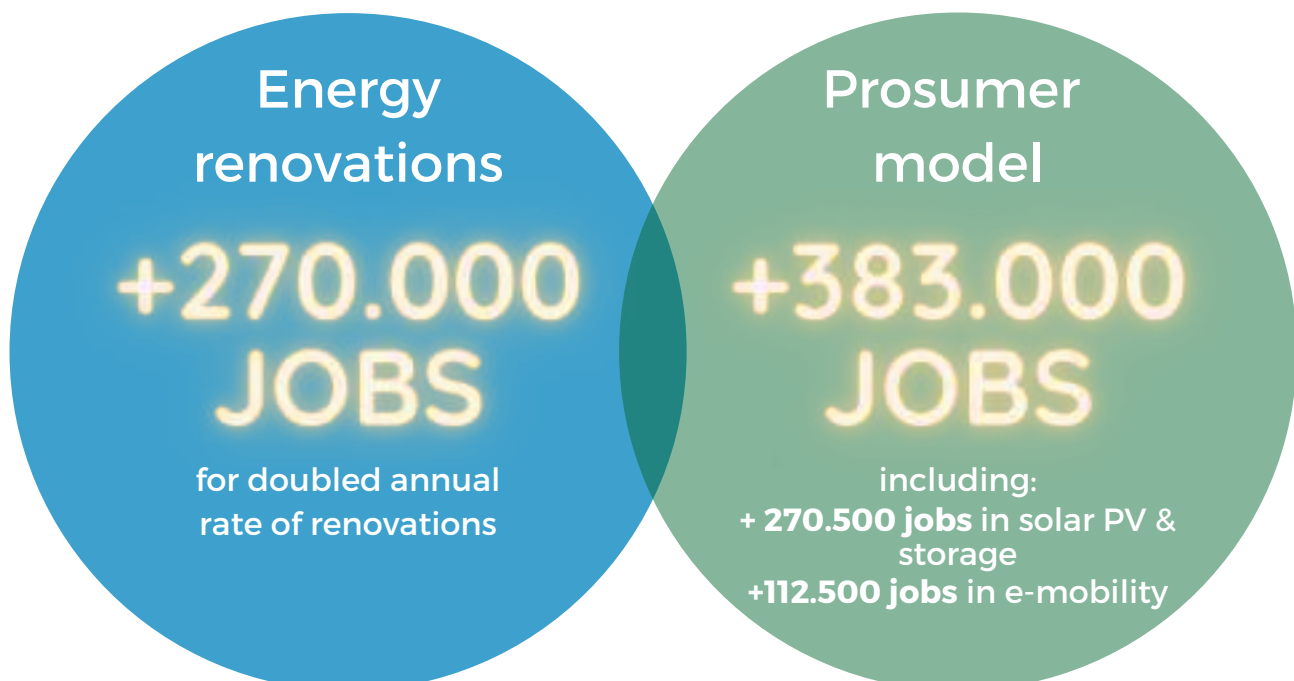 Energy
renovations
+270.000
JOBS
for doubled annual
rate of renovations
Prosumer
model
+383.000
JOBS
including:
+ 270.500 jobs in solar PV &
storage
+112.500 jobs in e-mobility